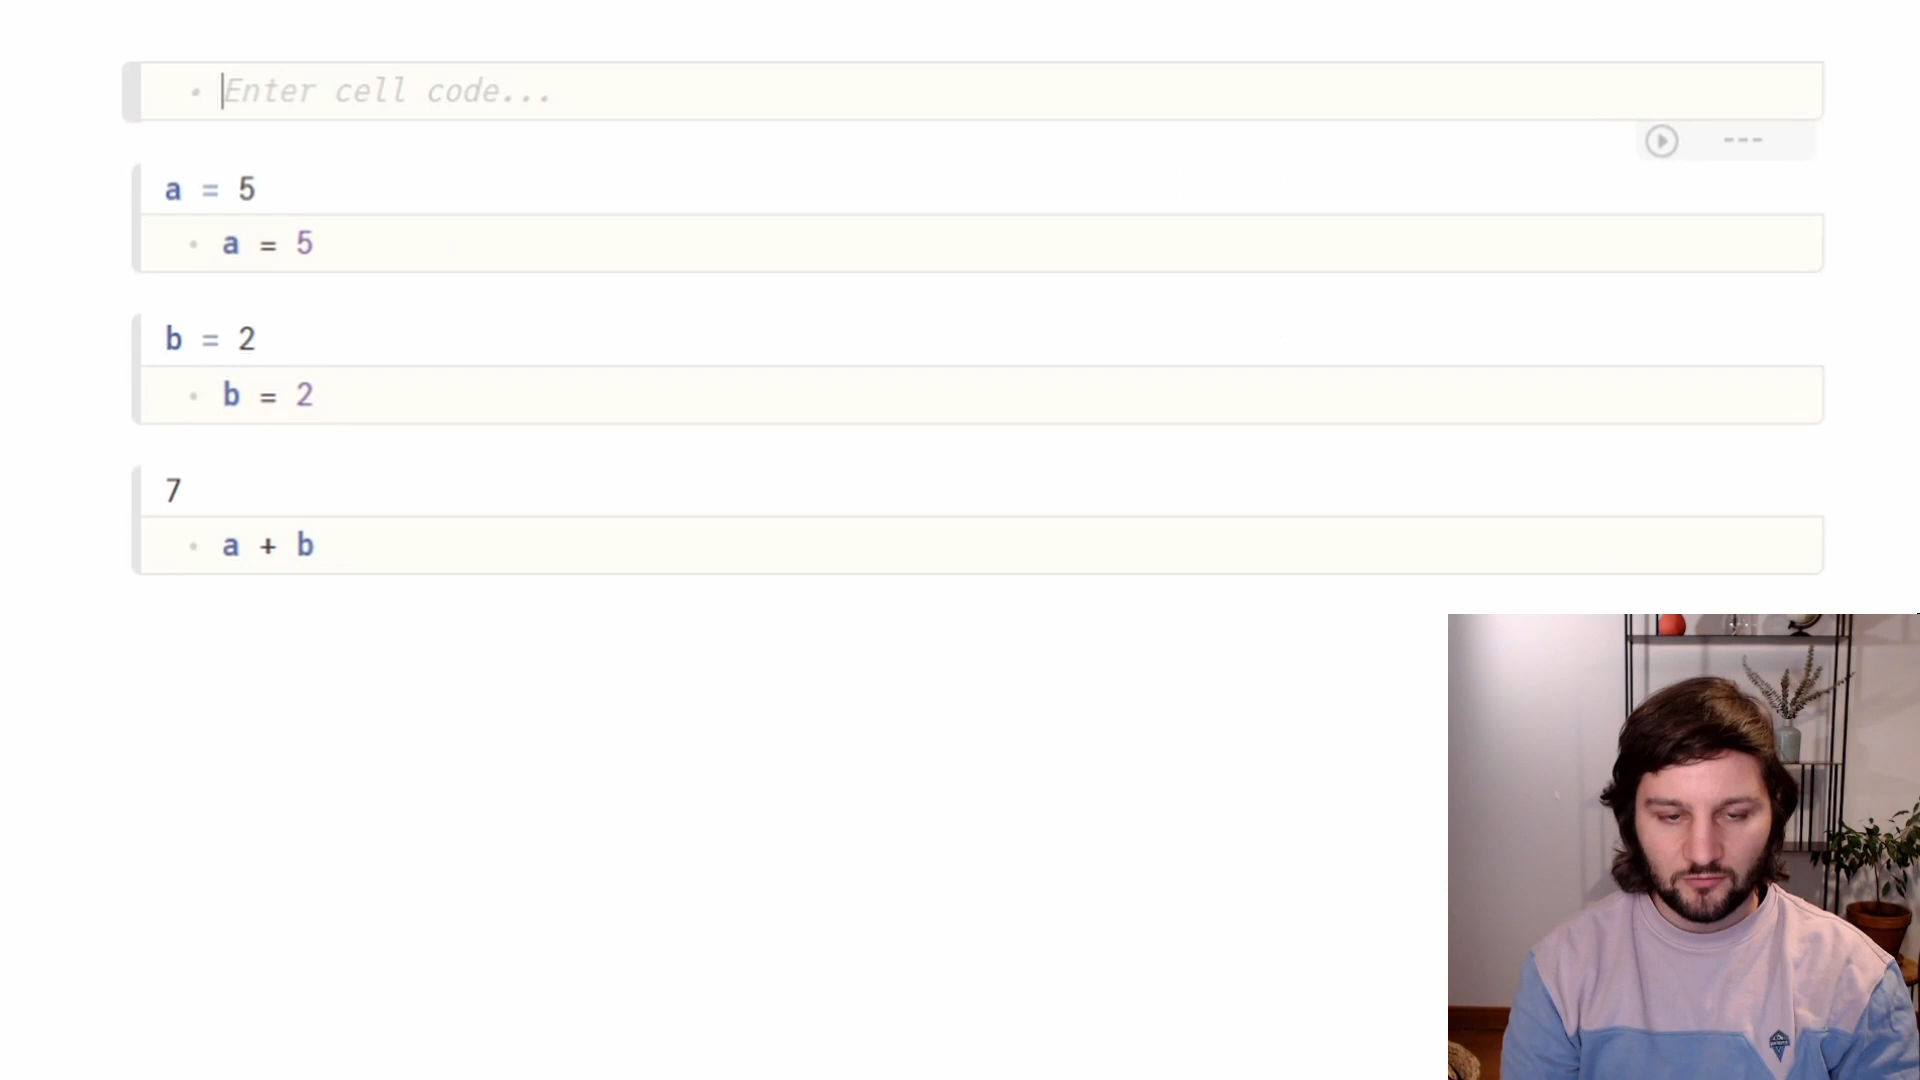 Enter cell code...
a = 5
a = 5
b = 2
b = 2
7
a + b